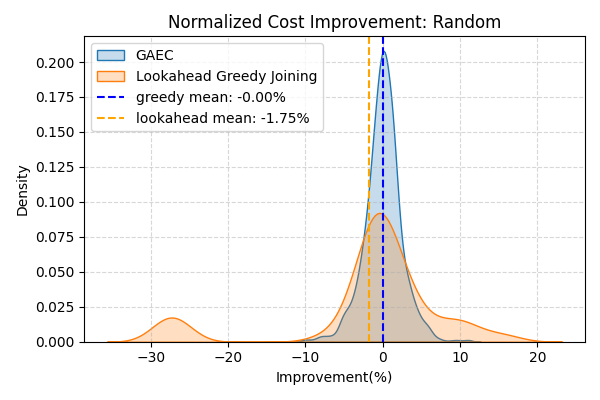 Normalized Cost Improvement: Random
GAEC
Lookahead Greedy Joining
greedy mean: -0.00%
lookahead mean: -1.75%
0.200
0.175
0.150
0.125
0.100
0.075
0.050
0.025
0.000
Density
−30
−20
−10
0
10
20
Improvement(%)